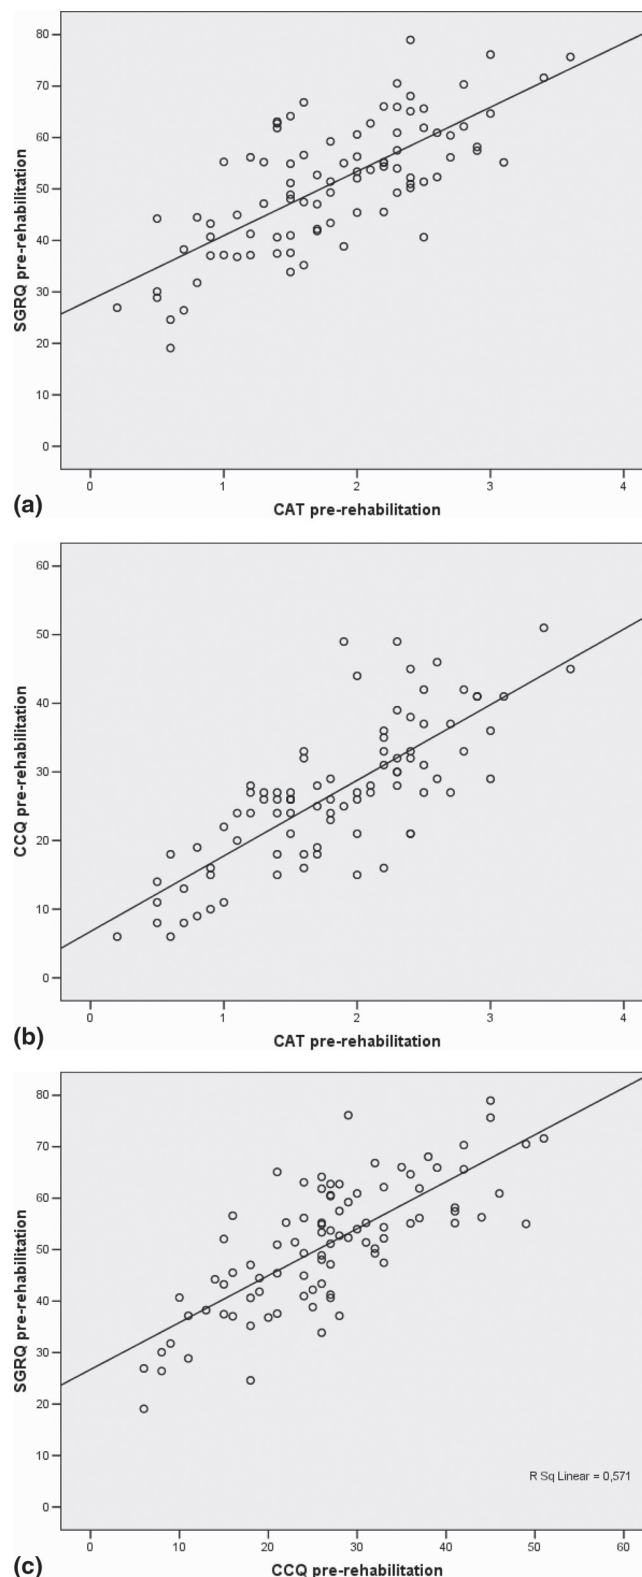 80
70
60
50
40
30
20
10
0
SGRQ pre-rehabilitation
0 1 2 3 4
CAT pre-rehabilitation
(a)
60
50
40
30
20
10
0
CCQ pre-rehabilitation
0 1 2 3 4
CAT pre-rehabilitation
(b)
80
70
60
50
40
30
20
10
0
SGRQ pre-rehabilitation
R Sq Linear = 0,571
0 10 20 30 40 50 60
CCQ pre-rehabilitation
(c)